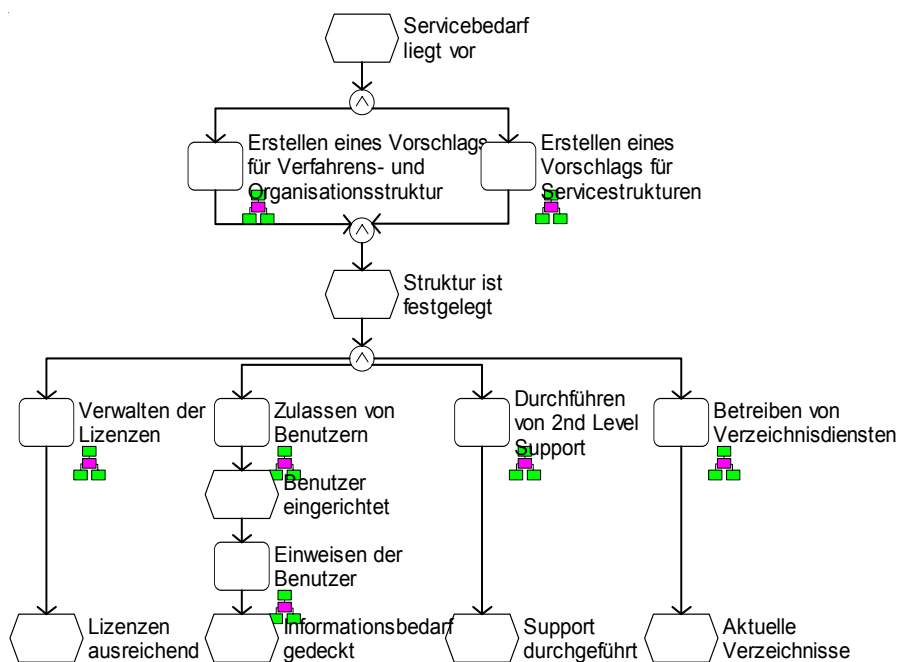 Servicebedarf
liegt vor
Erstellen eines Vorschlags
für Verfahrens- und
Organisationsstruktur
Erstellen eines
Vorschlags für
Servicestrukturen
Struktur ist
festgelegt
Verwalten der
Lizenzen
Zulassen von
Benutzern
Durchführen
von 2nd Level
Support
Betreiben von
Verzeichnisdiensten
Benutzer
eingerichtet
Einweisen der
Benutzer
Lizenzen
ausreichend
Informationsbedarf
gedeckt
Support
durchgeführt
Aktuelle
Verzeichnisse